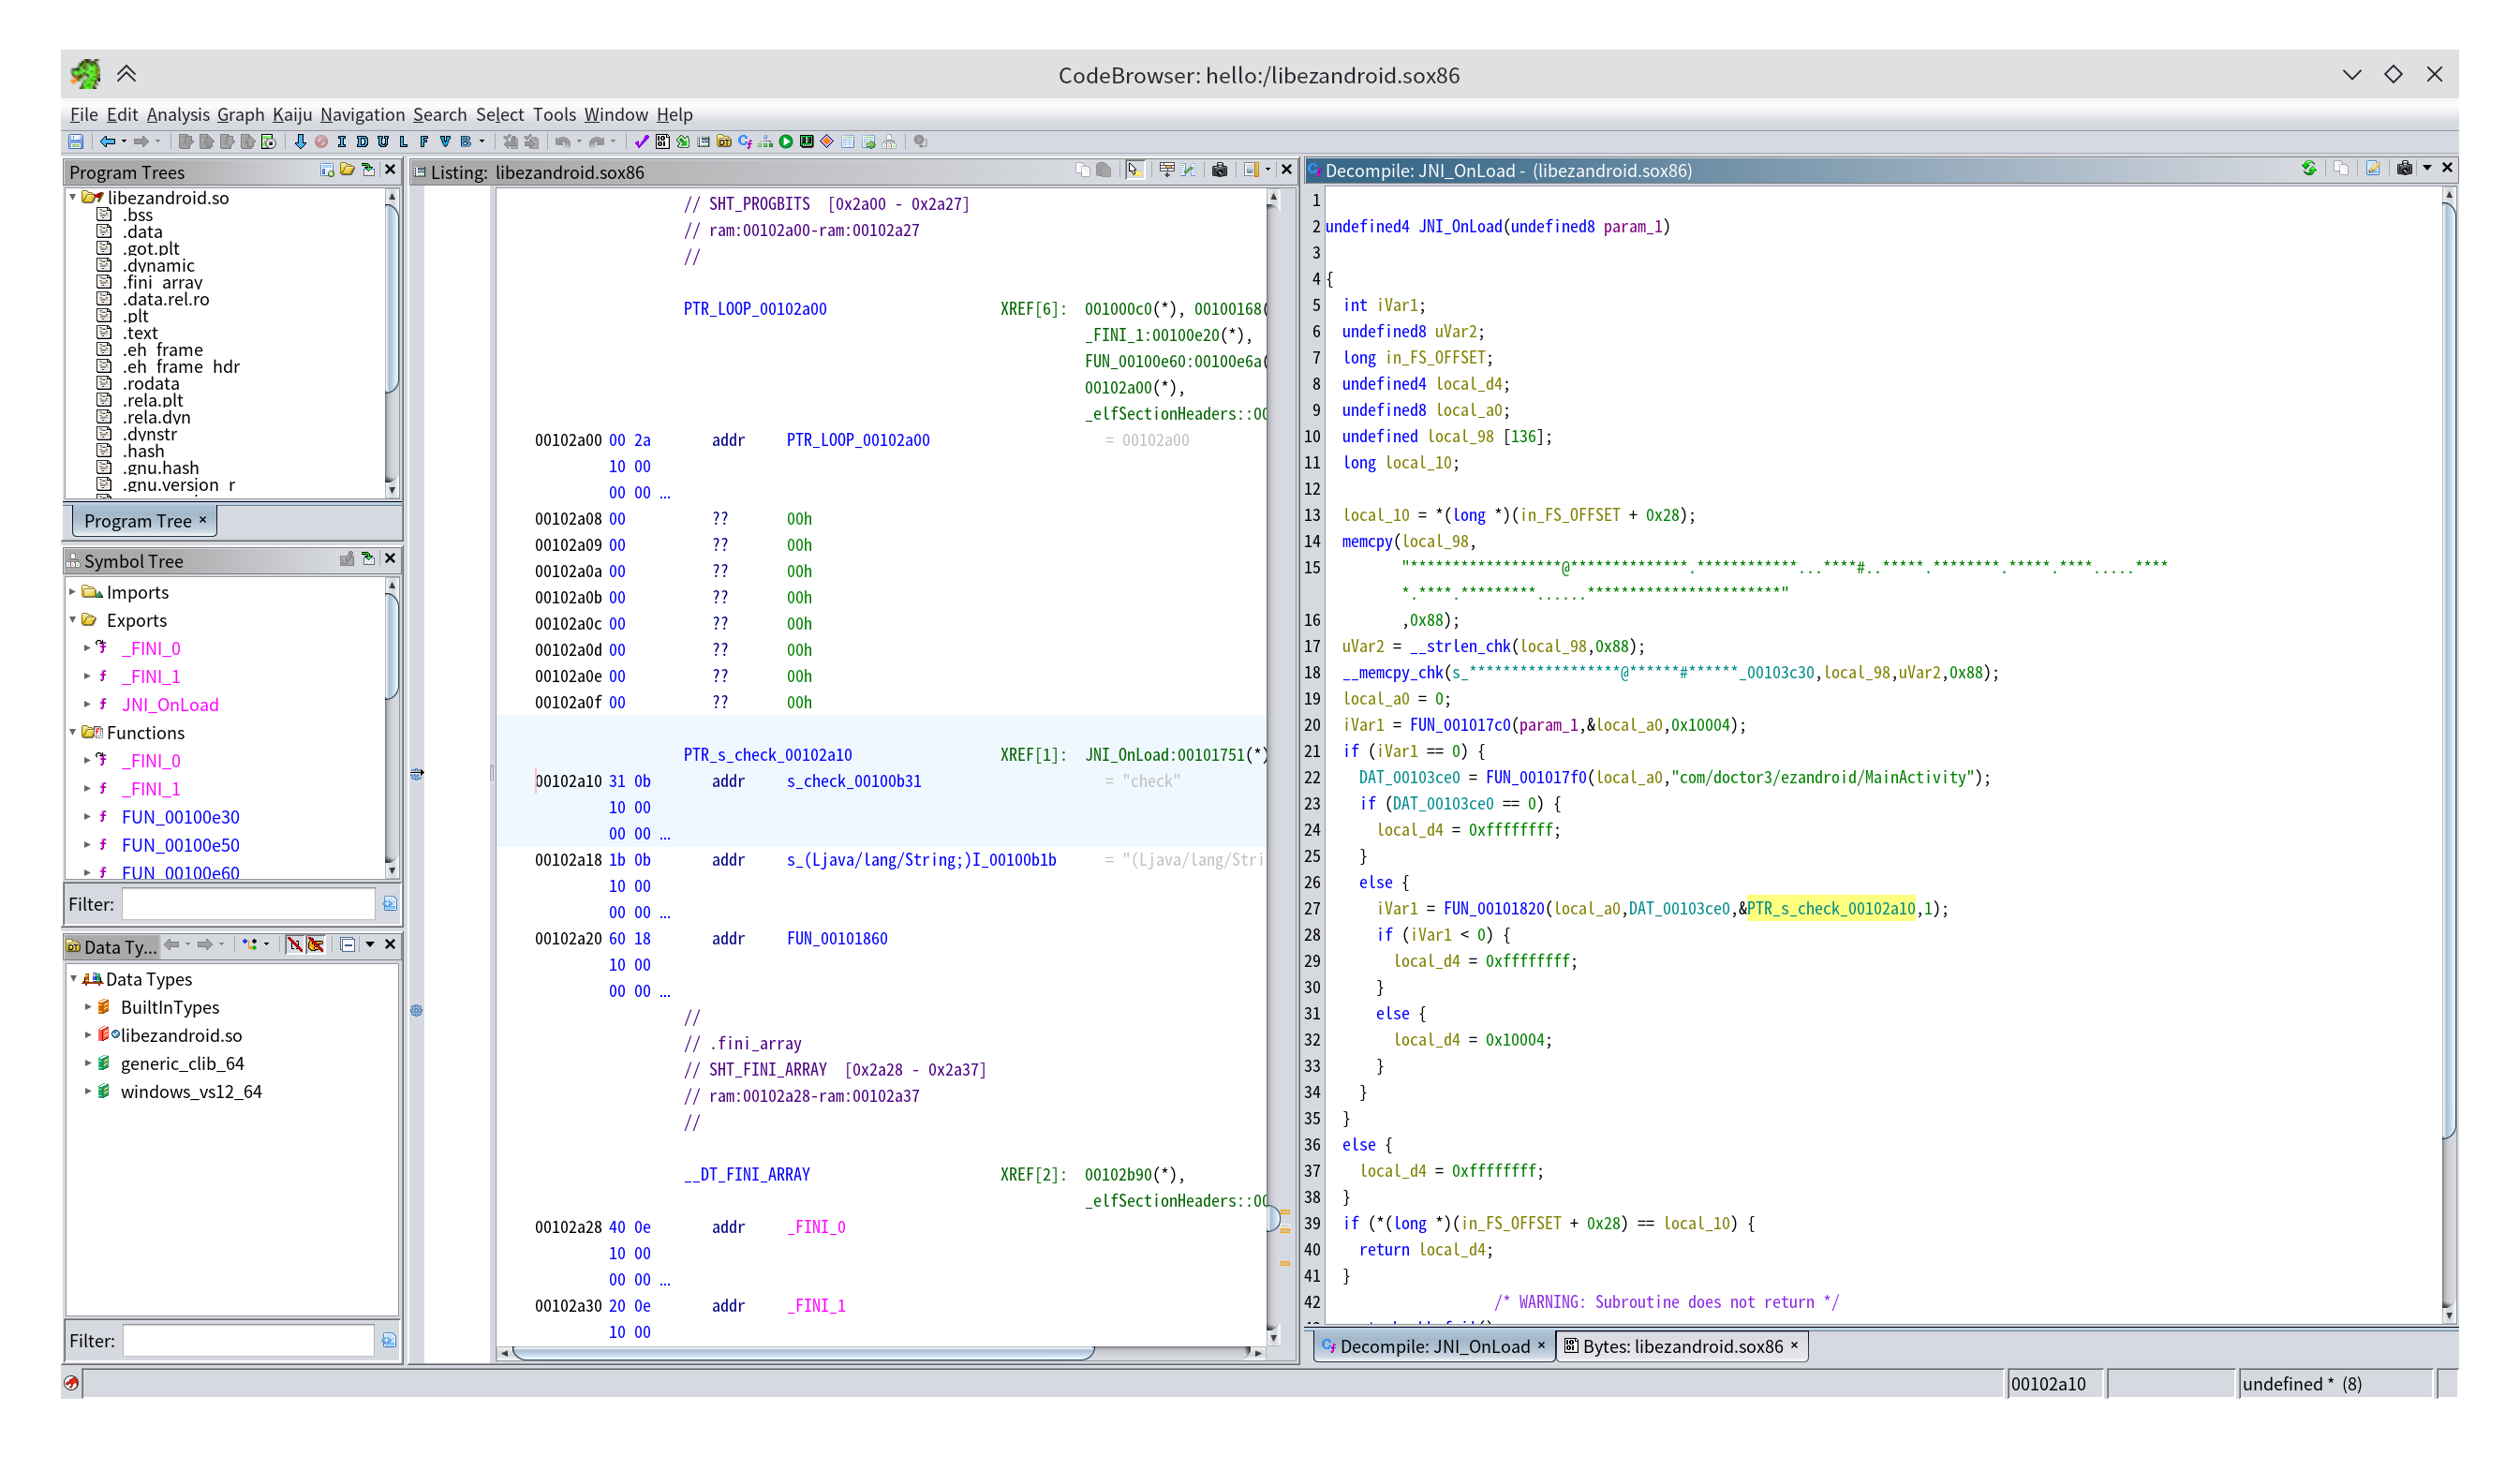 CodeBrowser: hello:/libezandroid.sox86
File Edit Analysis Graph Kaiju Navigation Search Select Tools Window Help
Program Trees
libezandroid.so
.bss
.data
.got.plt
.dynamic
.fini_array
.data.rel.ro
.plt
.text
.eh_frame
.eh_frame_hdr
.rodata
.rela.plt
.rela.dyn
.dynstr
.hash
.gnu.hash
.gnu.version_r
Program Tree ×
Symbol Tree
Imports
Exports
_FINI_0
_FINI_1
JNI_OnLoad
Functions
_FINI_0
_FINI_1
FUN_00100e30
FUN_00100e50
FUN_00100e60
Filter:
Data Ty...
Data Types
BuiltInTypes
libezandroid.so
generic_clib_64
windows_vs12_64
Filter:
Listing: libezandroid.sox86
// SHT_PROGBITS [0x2a00 - 0x2a27]
// ram:00102a00-ram:00102a27
//
PTR_LOOP_00102a00 XREF[6]: 001000c0(*), 00100168(
_FINI_1:00100e20(*),
FUN_00100e60:00100e6a(
00102a00(*),
_elfSectionHeaders::00
00102a00 00 2a addr PTR_LOOP_00102a00 = 00102a00
10 00
00 00 ...
00102a08 00 ?? 00h
00102a09 00 ?? 00h
00102a0a 00 ?? 00h
00102a0b 00 ?? 00h
00102a0c 00 ?? 00h
00102a0d 00 ?? 00h
00102a0e 00 ?? 00h
00102a0f 00 ?? 00h
PTR_s_check_00102a10 XREF[1]: JNI_OnLoad:00101751(*)
00102a10 31 0b addr s_check_00100b31 = "check"
10 00
00 00 ...
00102a18 1b 0b addr s_(Ljava/lang/String;)I_00100b1b = "(Ljava/lang/Stri
10 00
00 00 ...
00102a20 60 18 addr FUN_00101860
10 00
00 00 ...
//
// .fini_array
// SHT_FINI_ARRAY [0x2a28 - 0x2a37]
// ram:00102a28-ram:00102a37
//
__DT_FINI_ARRAY XREF[2]: 00102b90(*),
_elfSectionHeaders::00
00102a28 40 0e addr _FINI_0
10 00
00 00 ...
00102a30 20 0e addr _FINI_1
10 00
Decompile: JNI_OnLoad - (libezandroid.sox86)
1
2 undefined4 JNI_OnLoad(undefined8 param_1)
3
4 {
5 int iVar1;
6 undefined8 uVar2;
7 long in_FS_OFFSET;
8 undefined4 local_d4;
9 undefined8 local_a0;
10 undefined local_98 [136];
11 long local_10;
12
13 local_10 = *(long *)(in_FS_OFFSET + 0x28);
14 memcpy(local_98,
15 "******************@**************.************...****#..*****.********.*****.****.....****
*.****.*********......***********************"
16 ,0x88);
17 uVar2 = __strlen_chk(local_98,0x88);
18 __memcpy_chk(s_******************@******#******_00103c30,local_98,uVar2,0x88);
19 local_a0 = 0;
20 iVar1 = FUN_001017c0(param_1,&local_a0,0x10004);
21 if (iVar1 == 0) {
22 DAT_00103ce0 = FUN_001017f0(local_a0,"com/doctor3/ezandroid/MainActivity");
23 if (DAT_00103ce0 == 0) {
24 local_d4 = 0xffffffff;
25 }
26 else {
27 iVar1 = FUN_00101820(local_a0,DAT_00103ce0,&PTR_s_check_00102a10,1);
28 if (iVar1 < 0) {
29 local_d4 = 0xffffffff;
30 }
31 else {
32 local_d4 = 0x10004;
33 }
34 }
35 }
36 else {
37 local_d4 = 0xffffffff;
38 }
39 if (*(long *)(in_FS_OFFSET + 0x28) == local_10) {
40 return local_d4;
41 }
42 /* WARNING: Subroutine does not return */
Decompile: JNI_OnLoad × Bytes: libezandroid.sox86 ×
00102a10 undefined * (8)